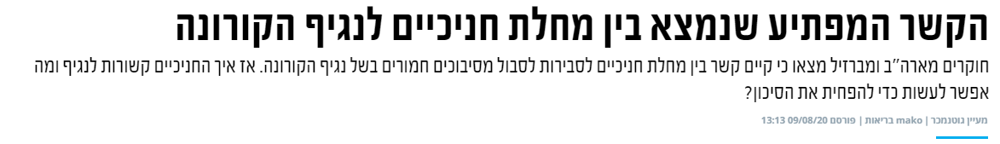 הקשר המפתיע שנמצא בין מחלת חניכיים לנגיף הקורונה
חוקרים מארה"ב ומברזיל מצאו כי קיים קשר בין מחלת חניכיים לסבירות לסבול מסיבוכים חמורים בשל נגיף הקורונה. אז איך החניכיים קשורות לנגיף ומה
אפשר לעשות כדי להפחית את הסיכון?
מעיין גוטנמכר | mako בריאות | פורסם 09/08/20 13:13